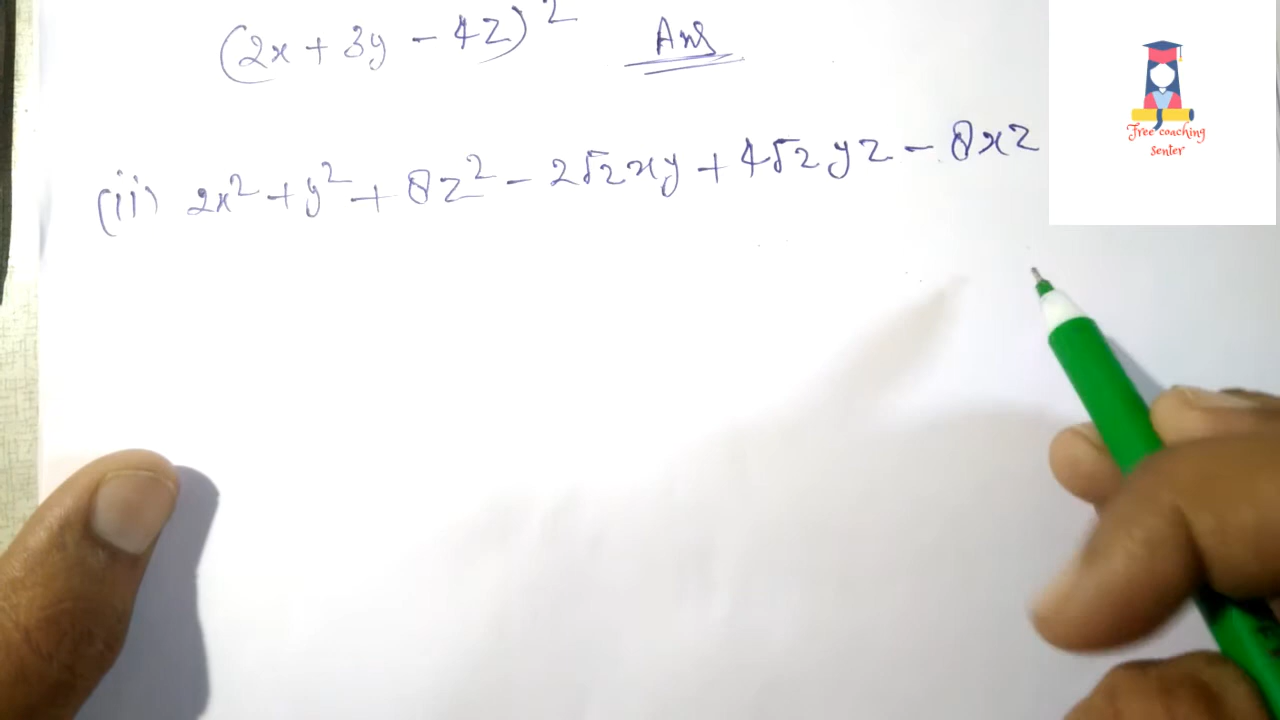 (2x + 3y - 4z)² Ans
(ii) 2x² + y² + 8z² - 2√2xy + 4√2yz - 8xz
Free coaching
senter